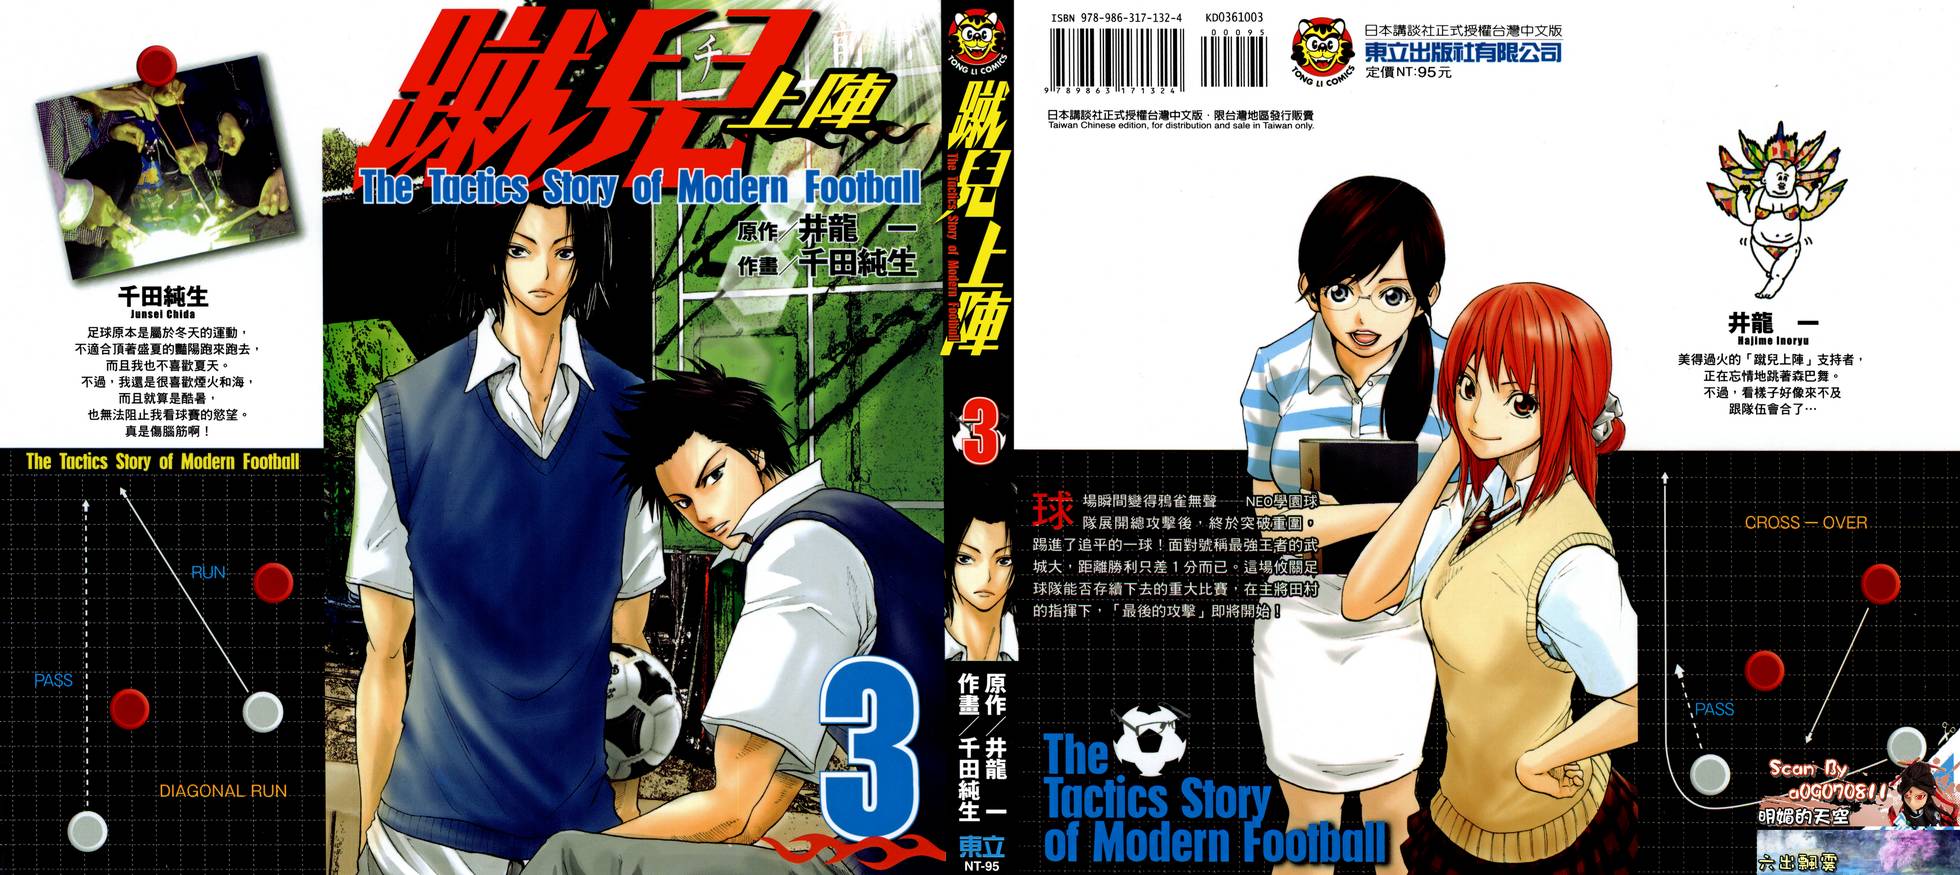 千田純生
Junsei Chida
足球原本是屬於冬天的運動，
不適合頂著盛夏的豔陽跑來跑去，
而且我也不喜歡夏天。
不過，我還是很喜歡煙火和海，
而且就算是酷暑，
也無法阻止我看球賽的慾望。
真是傷腦筋啊！
The Tactics Story of Modern Football
RUN
PASS
DIAGONAL RUN
蹴兒
上陣
The Tactics Story of Modern Football
原作／井龍　一
作畫／千田純生
千
3
TONG LI COMICS
蹴兒上陣
The Tactics Story of Modern Football
3
原作／井龍　一
作畫／千田純生
東立
NT-95
ISBN 978-986-317-132-4
KD0361003
00095
9 789863 171324
TONG LI COMICS
日本講談社正式授權台灣中文版
東立出版社有限公司
定價NT:95元
日本講談社正式授權台灣中文版・限台灣地區發行販賣
Taiwan Chinese edition, for distribution and sale in Taiwan only.
球場瞬間變得鴉雀無聲——NEO學園球
隊展開總攻擊後，終於突破重圍，
踢進了追平的一球！面對號稱最強王者的武
城大，距離勝利只差１分而已。這場攸關足
球隊能否存續下去的重大比賽，在主將田村
的指揮下，「最後的攻擊」即將開始！
The
Tactics Story
of Modern Football
井龍　一
Hajime Inoryu
美得過火的「蹴兒上陣」支持者，
正在忘情地跳著森巴舞。
不過，看樣子好像來不及
跟隊伍會合了…
CROSS — OVER
PASS
Scan By
a09070811
明媚的天空
六出飄霙